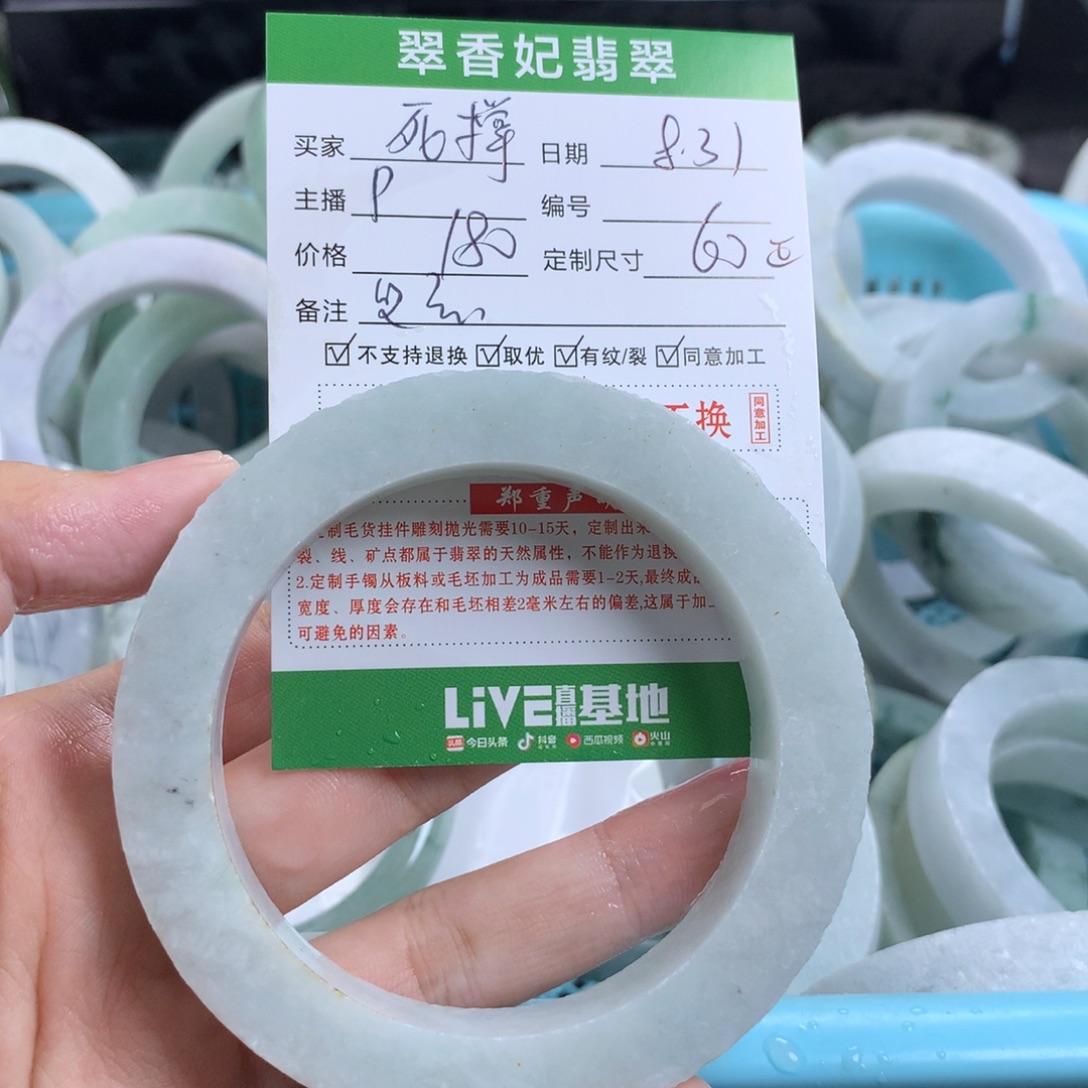 翠香妃翡翠
买家 死撑 日期 8.31
主播 P 编号
价格 180 定制尺寸 60正
备注
不支持退换 取优 有纹/裂 同意加工
换 同意加工
郑重声
制毛货挂件雕刻抛光需要10-15天，定制出来
裂、线、矿点都属于翡翠的天然属性，不能作为退换
2.定制手镯从板料或毛坯加工为成品需要1-2天,最终成
宽度、厚度会存在和毛坯相差2毫米左右的偏差,这属于加
可避免的因素。
LiVE直播基地
头条 今日头条 抖音 西瓜视频 火山